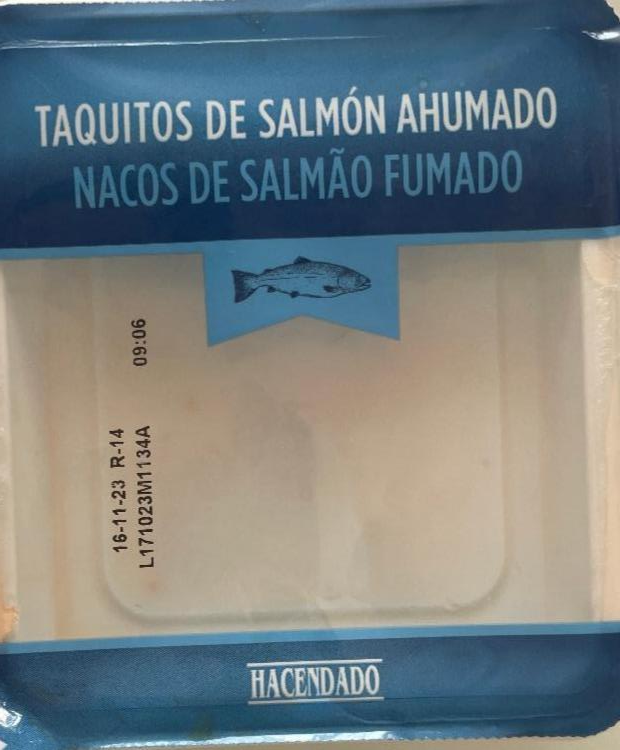 TAQUITOS DE SALMÓN AHUMADO
NACOS DE SALMÃO FUMADO
16-11-23 R-14 09:06
L171023M1134A
HACENDADO